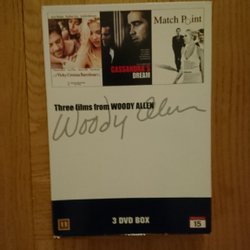 Vicky Cristina Barcelona
CASSANDRA'S
DREAM
Match Point
Three films from WOODY ALLEN
Woody Allen
3 DVD BOX
15